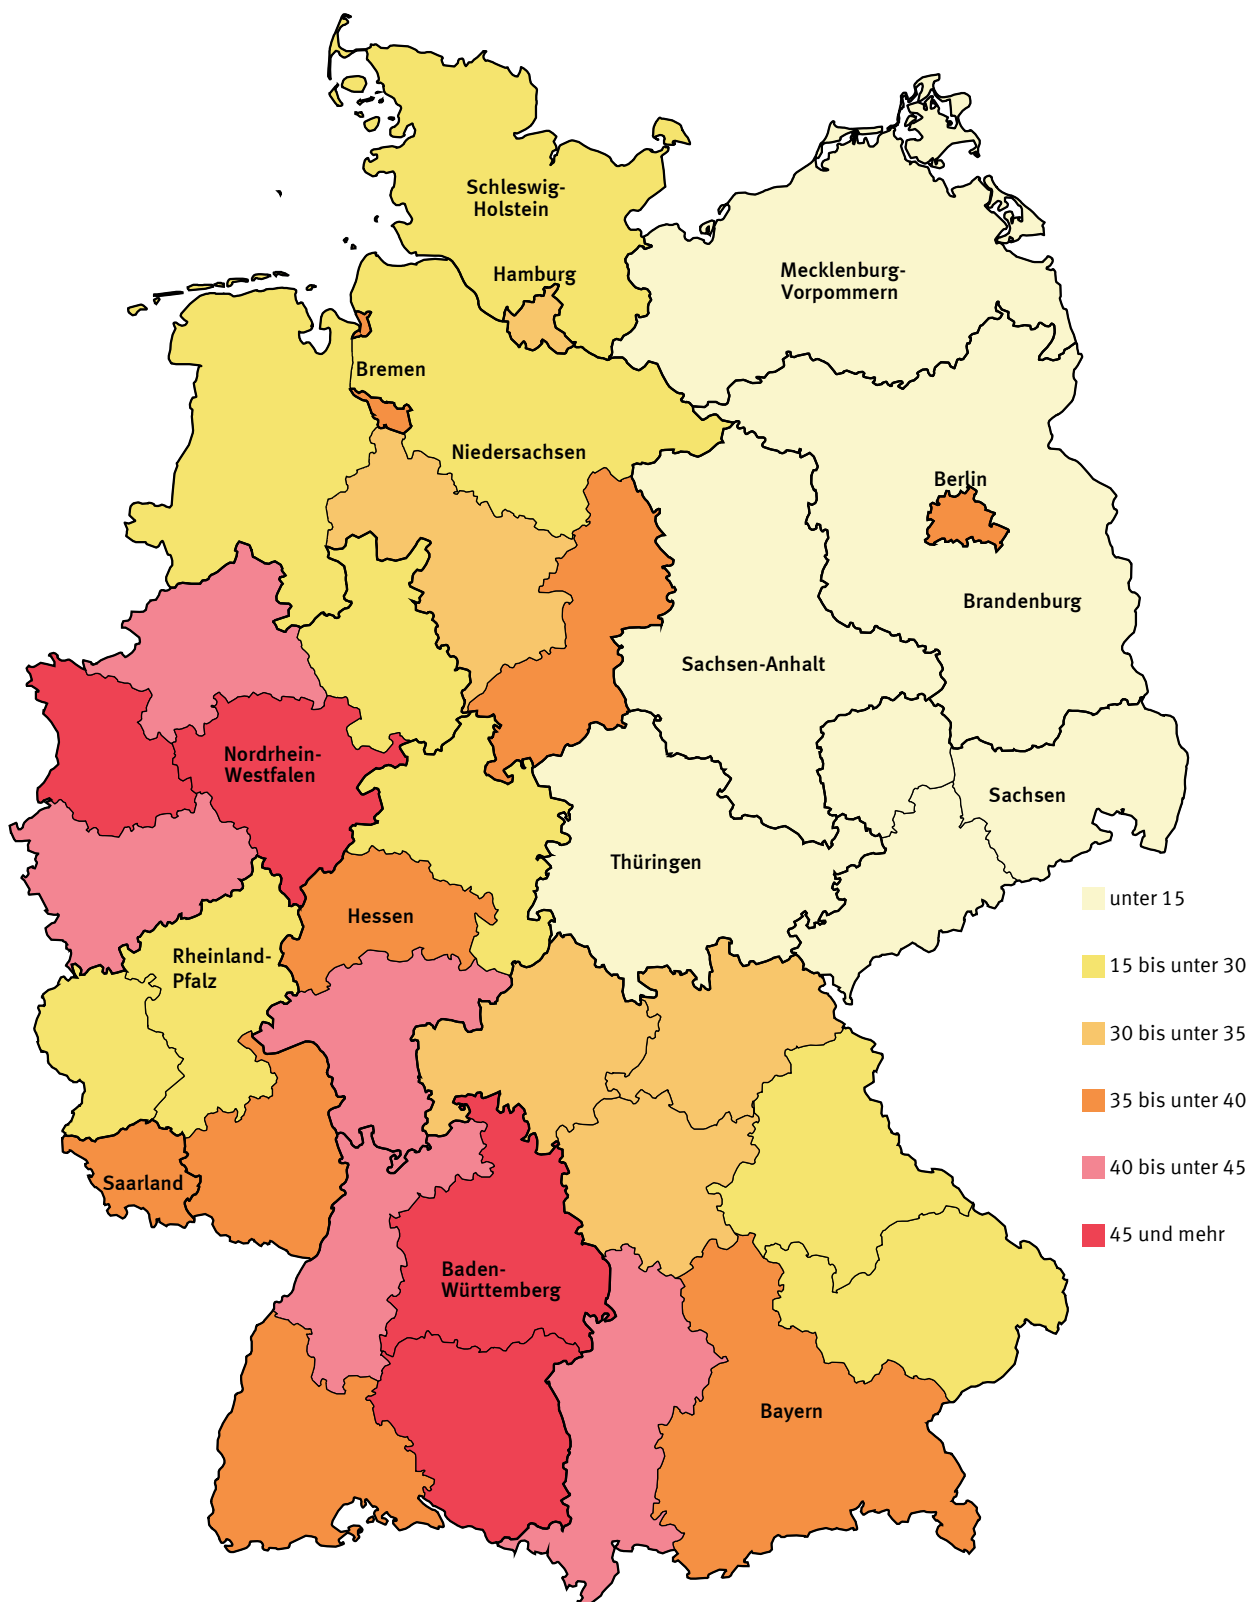 Schleswig-
Holstein
Hamburg
Mecklenburg-
Vorpommern
Bremen
Niedersachsen
Berlin
Brandenburg
Sachsen-Anhalt
Nordrhein-
Westfalen
Sachsen
Thüringen
Hessen
Rheinland-
Pfalz
Saarland
Baden-
Württemberg
Bayern
unter 15
15 bis unter 30
30 bis unter 35
35 bis unter 40
40 bis unter 45
45 und mehr